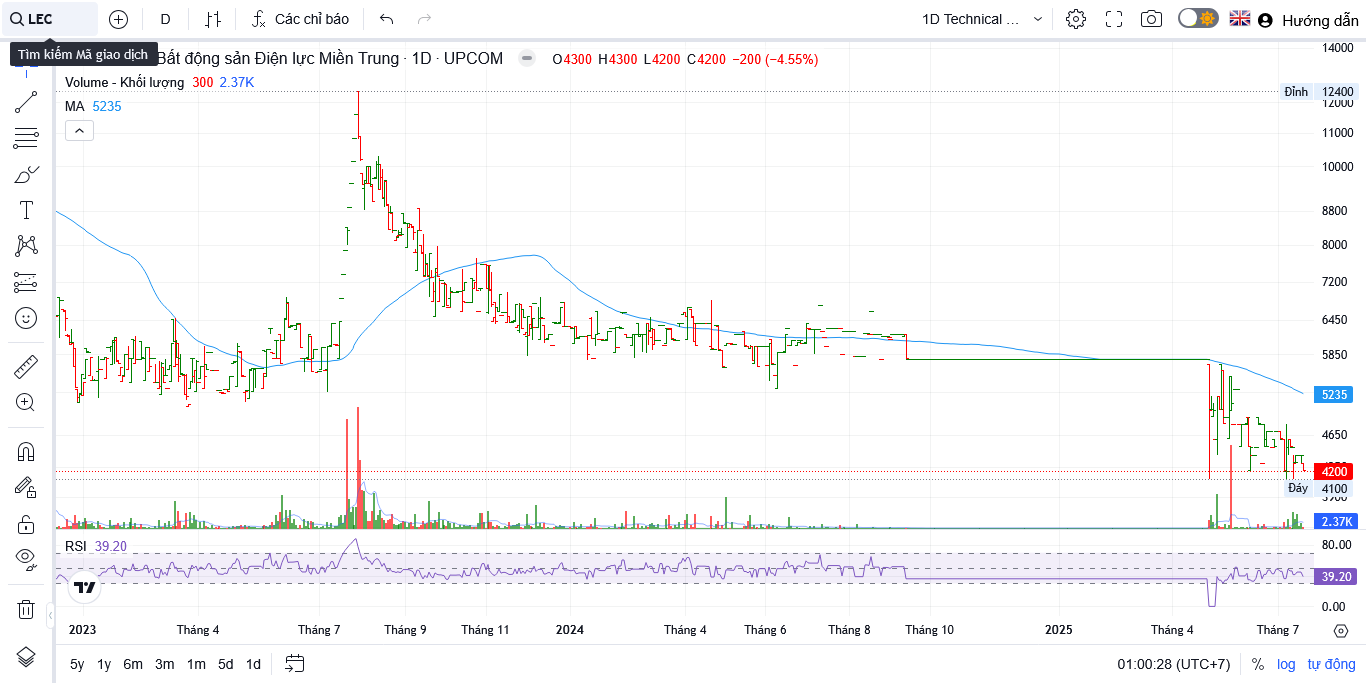 LEC
D
Các chỉ báo
1D Technical ...
Hướng dẫn
Tìm kiếm Mã giao dịch
Bất động sản Điện lực Miền Trung · 1D · UPCOM
O4300 H4300 L4200 C4200 −200 (−4.55%)
Volume - Khối lượng 300 2.37K
MA 5235
14000
Đỉnh 12400
12000
11000
10000
8800
8000
7200
6450
5850
5235
4650
4200
Đáy 4100
3700
2.37K
RSI 39.20
80.00
39.20
0.00
2023 Tháng 4 Tháng 7 Tháng 9 Tháng 11 2024 Tháng 4 Tháng 6 Tháng 8 Tháng 10 2025 Tháng 4 Tháng 7
5y 1y 6m 3m 1m 5d 1d
01:00:28 (UTC+7) % log tự động